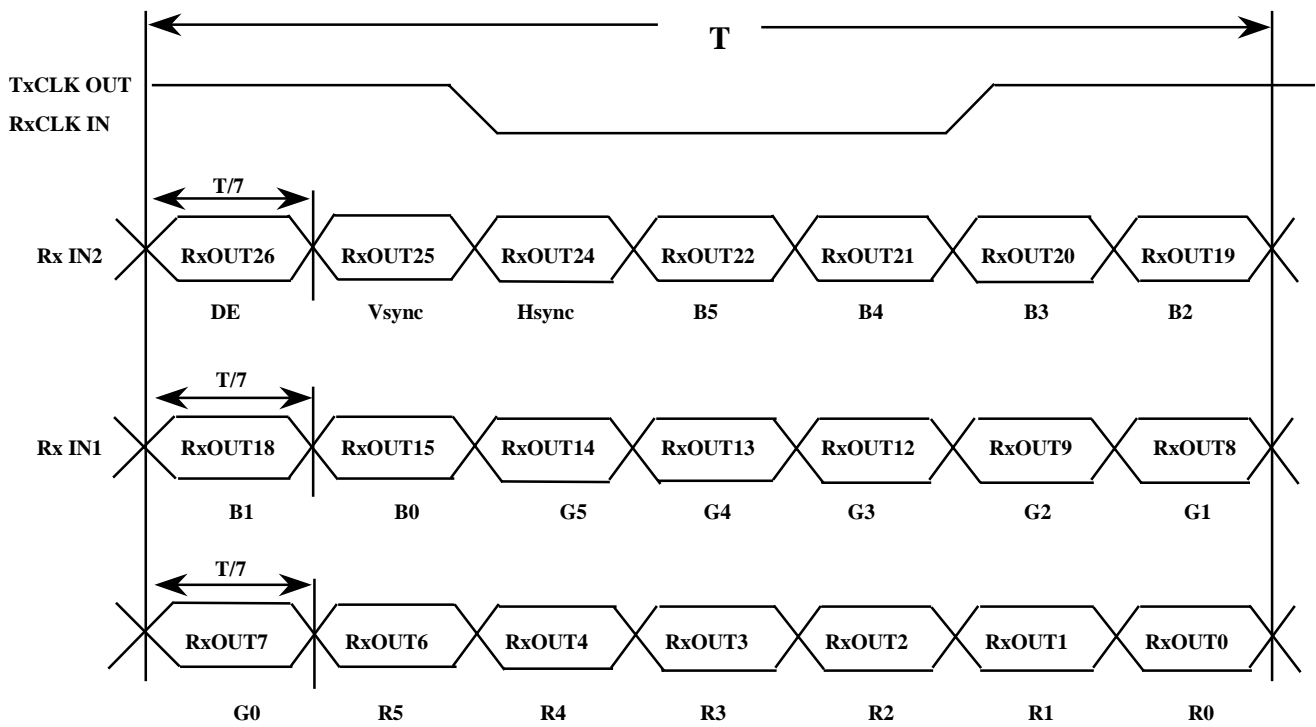 T
TxCLK OUT
RxCLK IN
T/7
Rx IN2 RxOUT26 RxOUT25 RxOUT24 RxOUT22 RxOUT21 RxOUT20 RxOUT19
DE Vsync Hsync B5 B4 B3 B2
T/7
Rx IN1 RxOUT18 RxOUT15 RxOUT14 RxOUT13 RxOUT12 RxOUT9 RxOUT8
B1 B0 G5 G4 G3 G2 G1
T/7
RxOUT7 RxOUT6 RxOUT4 RxOUT3 RxOUT2 RxOUT1 RxOUT0
G0 R5 R4 R3 R2 R1 R0